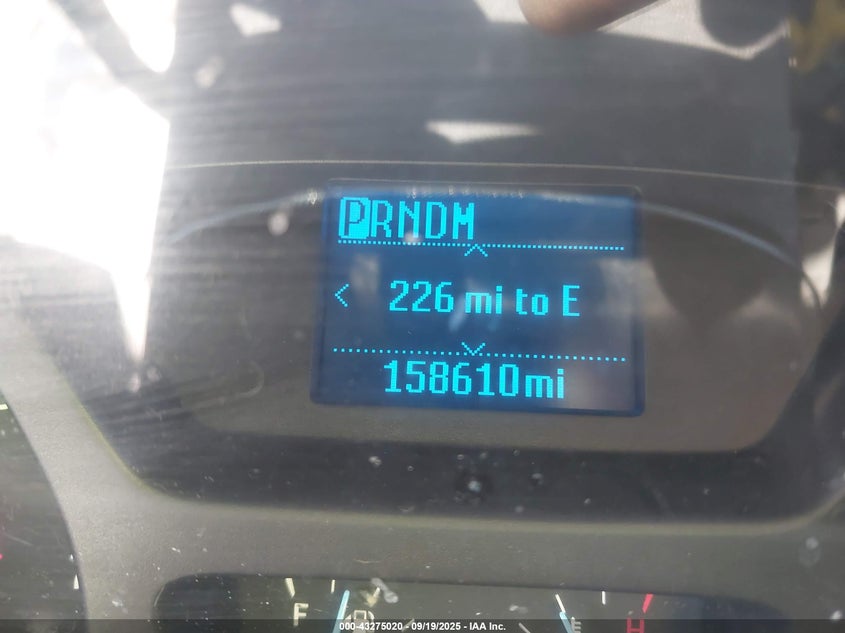 PRNDM
226 mi to E
158610mi
F E H
000-43275020 - 09/19/2025 - IAA Inc.